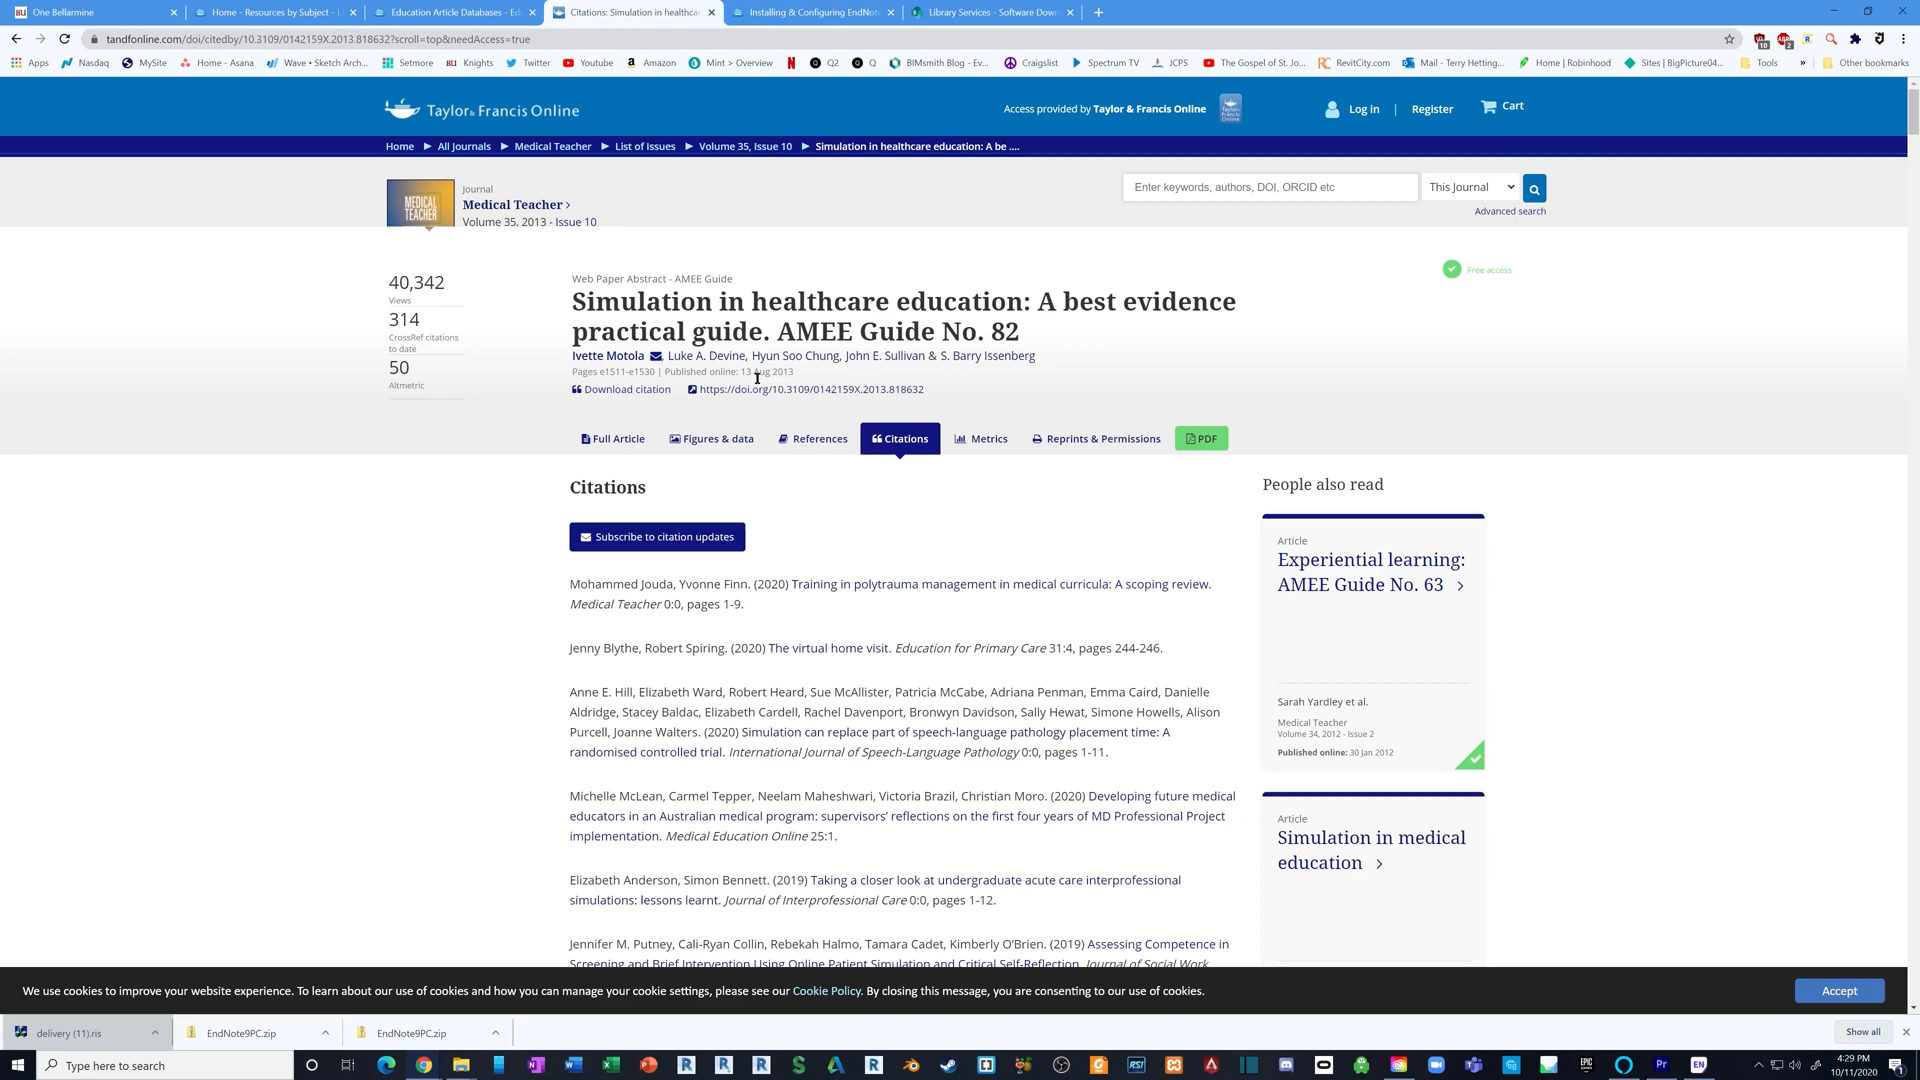 One Bellarmine
Home - Resources by Subject - L
Education Article Databases - Ed
Citations: Simulation in healthcar
Installing & Configuring EndNote
Library Services - Software Down
tandfonline.com/doi/citedby/10.3109/0142159X.2013.818632?scroll=top&needAccess=true
Apps
Nasdaq
MySite
Home - Asana
Wave • Sketch Arch...
Setmore
BU
Knights
Twitter
Youtube
Amazon
Mint > Overview
Q2
Q
BIMsmith Blog - Ev...
Craigslist
Spectrum TV
JCPS
The Gospel of St. Jo...
RevitCity.com
Mail - Terry Hetting...
Home | Robinhood
Sites | BigPicture04...
Tools
»
Other bookmarks
Taylor & Francis Online
Access provided by Taylor & Francis Online
Log in | Register
Cart
Home
All Journals
Medical Teacher
List of Issues
Volume 35, Issue 10
Simulation in healthcare education: A be ....
MEDICAL TEACHER
Journal
Medical Teacher >
Volume 35, 2013 - Issue 10
Enter keywords, authors, DOI, ORCID etc
This Journal
Advanced search
40,342
Views
314
CrossRef citations
to date
50
Altmetric
Web Paper Abstract - AMEE Guide
Simulation in healthcare education: A best evidence
practical guide. AMEE Guide No. 82
Ivette Motola , Luke A. Devine, Hyun Soo Chung, John E. Sullivan & S. Barry Issenberg
Pages e1511-e1530 | Published online: 13 Aug 2013
Download citation
https://doi.org/10.3109/0142159X.2013.818632
Free access
Full Article
Figures & data
References
Citations
Metrics
Reprints & Permissions
PDF
Citations
Subscribe to citation updates
Mohammed Jouda, Yvonne Finn. (2020) Training in polytrauma management in medical curricula: A scoping review.
Medical Teacher 0:0, pages 1-9.
Jenny Blythe, Robert Spiring. (2020) The virtual home visit. Education for Primary Care 31:4, pages 244-246.
Anne E. Hill, Elizabeth Ward, Robert Heard, Sue McAllister, Patricia McCabe, Adriana Penman, Emma Caird, Danielle
Aldridge, Stacey Baldac, Elizabeth Cardell, Rachel Davenport, Bronwyn Davidson, Sally Hewat, Simone Howells, Alison
Purcell, Joanne Walters. (2020) Simulation can replace part of speech-language pathology placement time: A
randomised controlled trial. International Journal of Speech-Language Pathology 0:0, pages 1-11.
Michelle McLean, Carmel Tepper, Neelam Maheshwari, Victoria Brazil, Christian Moro. (2020) Developing future medical
educators in an Australian medical program: supervisors' reflections on the first four years of MD Professional Project
implementation. Medical Education Online 25:1.
Elizabeth Anderson, Simon Bennett. (2019) Taking a closer look at undergraduate acute care interprofessional
simulations: lessons learnt. Journal of Interprofessional Care 0:0, pages 1-12.
Jennifer M. Putney, Cali-Ryan Collin, Rebekah Halmo, Tamara Cadet, Kimberly O'Brien. (2019) Assessing Competence in
Screening and Brief Intervention Using Online Patient Simulation and Critical Self-Reflection. Journal of Social Work
People also read
Article
Experiential learning:
AMEE Guide No. 63 >
Sarah Yardley et al.
Medical Teacher
Volume 34, 2012 - Issue 2
Published online: 30 Jan 2012
Article
Simulation in medical
education >
We use cookies to improve your website experience. To learn about our use of cookies and how you can manage your cookie settings, please see our Cookie Policy. By closing this message, you are consenting to our use of cookies.
Accept
delivery (11).ris
EndNote9PC.zip
EndNote9PC.zip
Show all
Type here to search
4:29 PM
10/11/2020